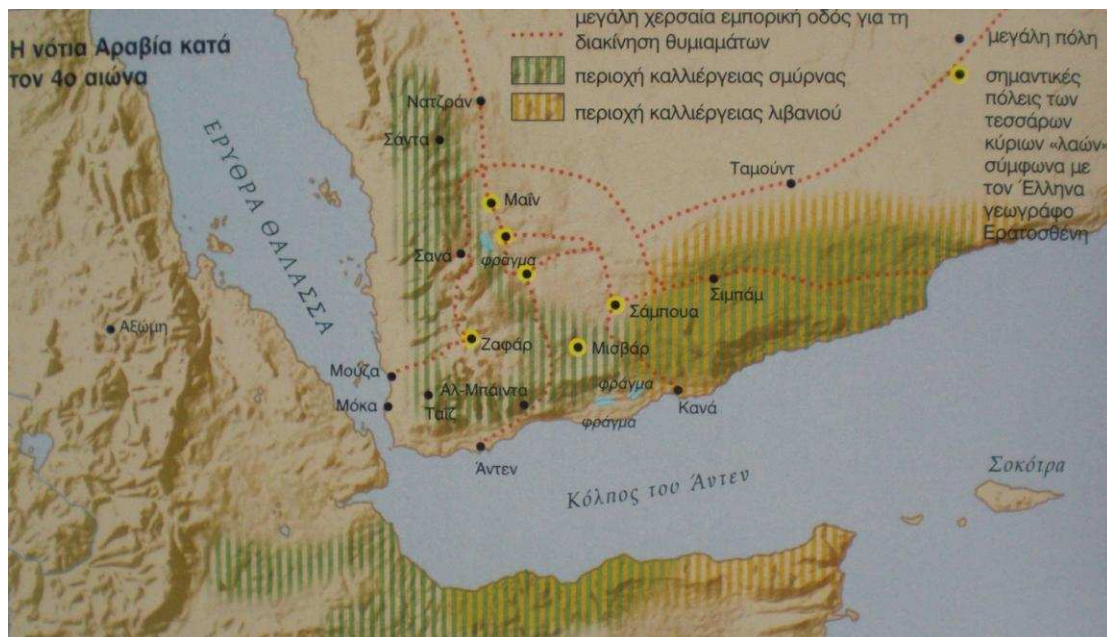 Η νότια Αραβία κατά
τον 4ο αιώνα
μεγάλη χερσαία εμπορική οδός για τη
διακίνηση θυμιαμάτων
περιοχή καλλιέργειας σμύρνας
περιοχή καλλιέργειας λιβανιού
μεγάλη πόλη
σημαντικές
πόλεις των
τεσσάρων
κύριων «λαών»
σύμφωνα με
τον Έλληνα
γεωγράφο
Ερατοσθένη
ΕΡΥΘΡΑ ΘΑΛΑΣΣΑ
Νατζράν
Σάντα
Ταμούντ
Μαΐν
Σανά
φράγμα
Σιμπάμ
Σάμπουα
Αξώμη
Ζαφάρ
Μισβάρ
Μούζα
Αλ-Μπάιντα
φράγμα
Μόκα
Ταΐζ
Κανά
φράγμα
Άντεν
Κόλπος του Άντεν
Σοκότρα